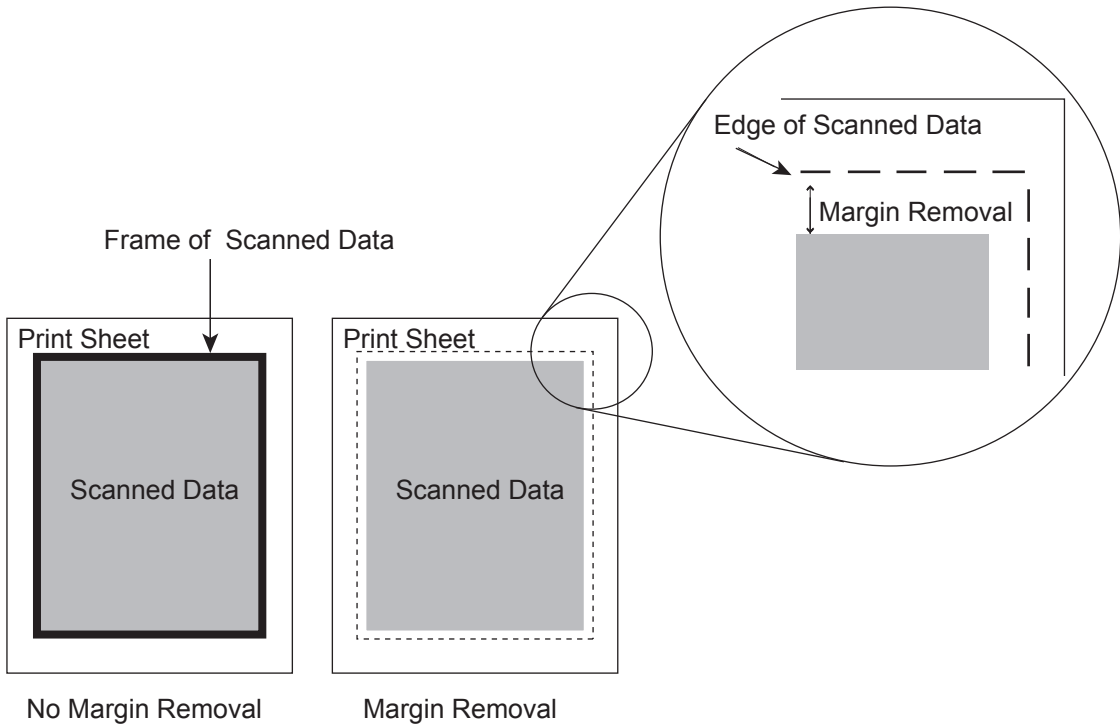 Edge of Scanned Data
Margin Removal
Frame of Scanned Data
Print Sheet
Print Sheet
Scanned Data
Scanned Data
No Margin Removal
Margin Removal